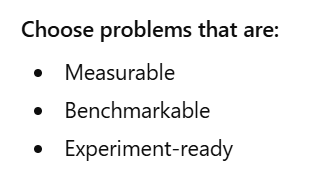 Choose problems that are:
• Measurable
• Benchmarkable
• Experiment-ready